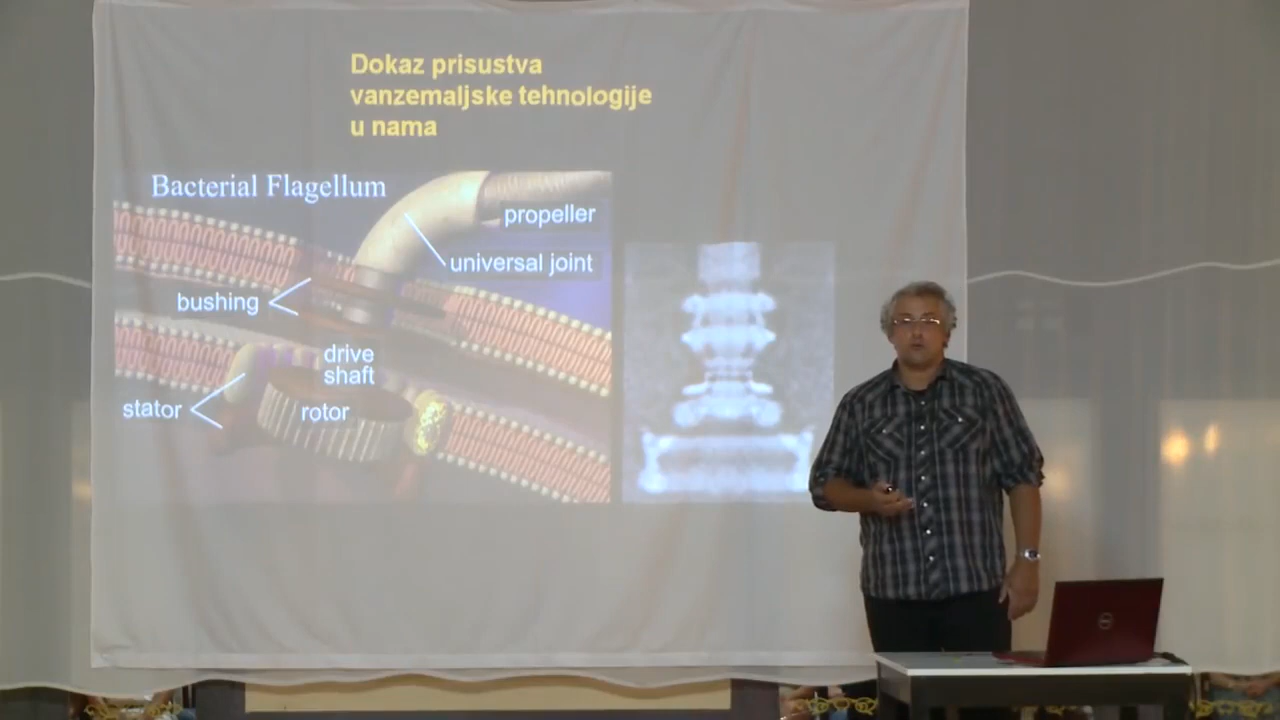 Dokaz prisustva
vanzemaljske tehnologije
u nama
Bacterial Flagellum
propeller
universal joint
bushing
drive
shaft
stator
rotor